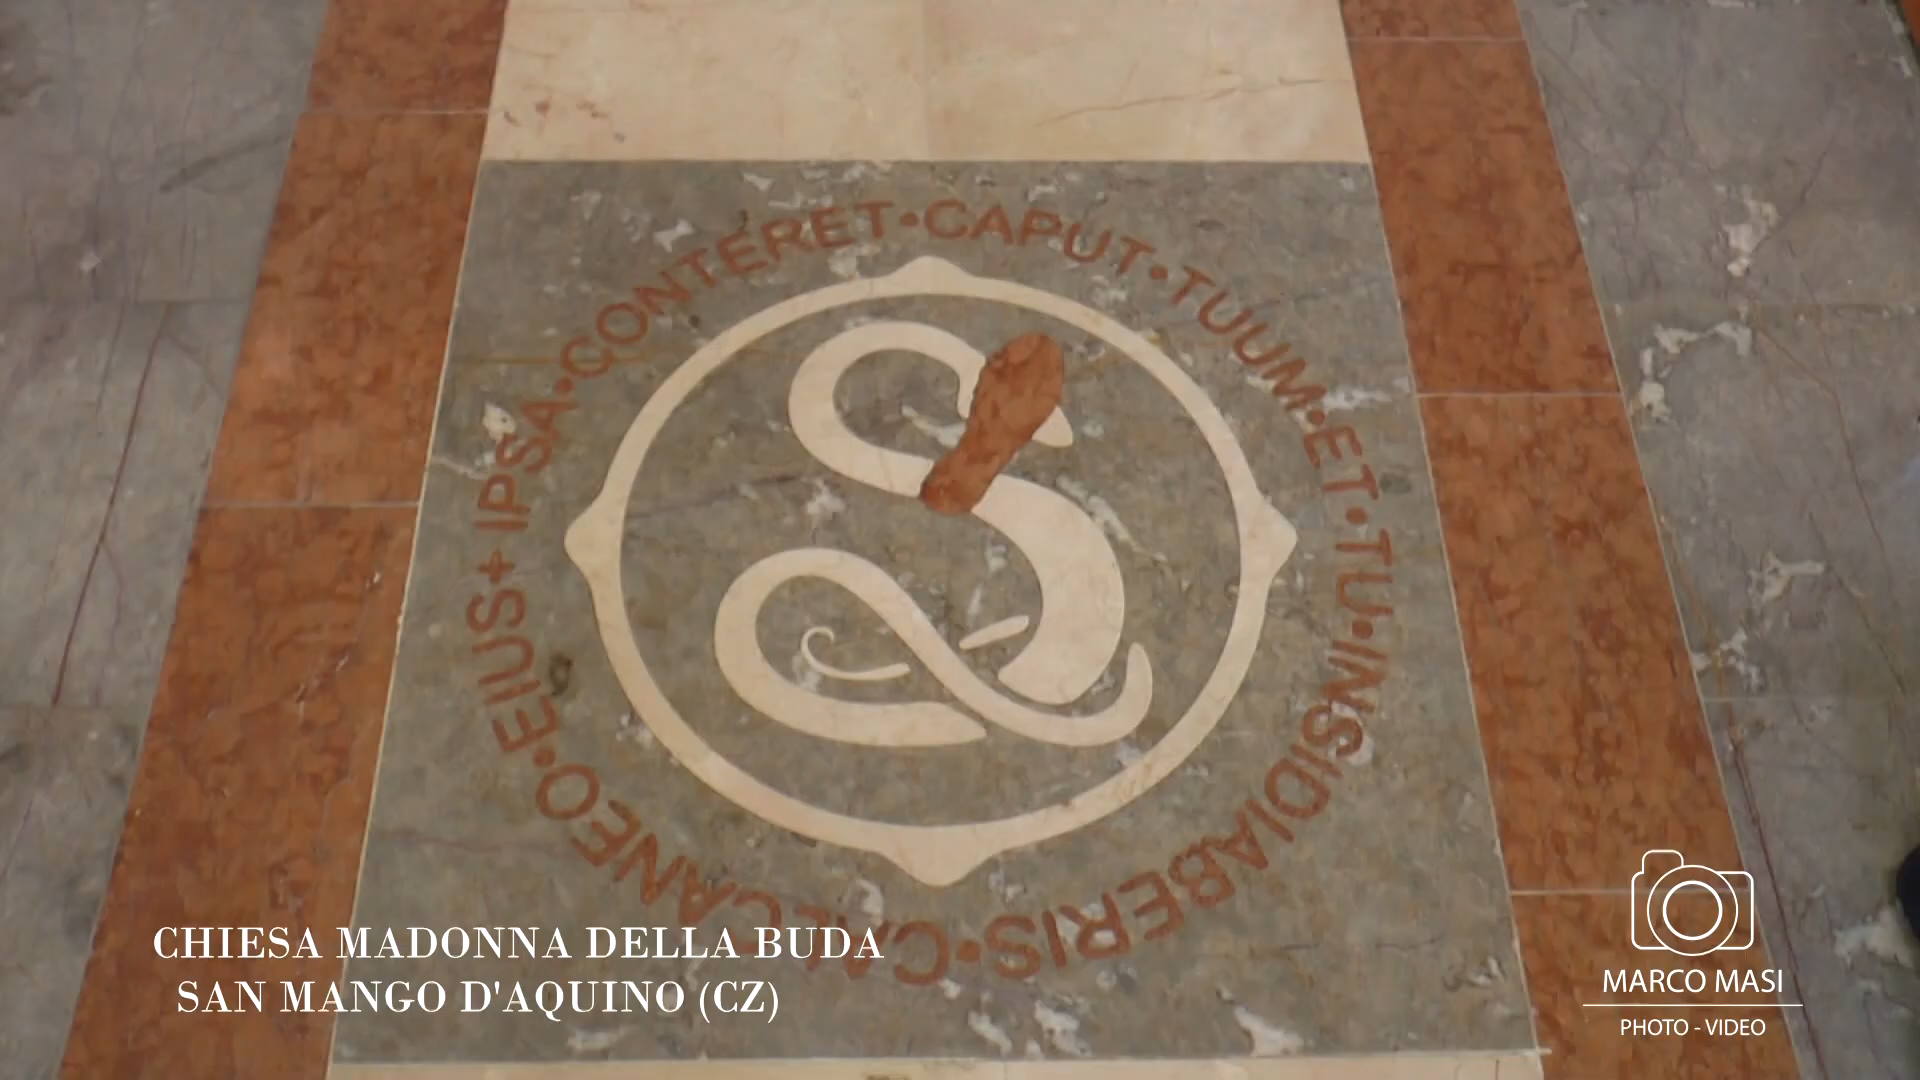 + IPSA • CONTERET • CAPUT • TUUM • ET • TU • INSIDIABERIS • CALCANEO • EIUS
CHIESA MADONNA DELLA BUDA
SAN MANGO D'AQUINO (CZ)
MARCO MASI
PHOTO - VIDEO